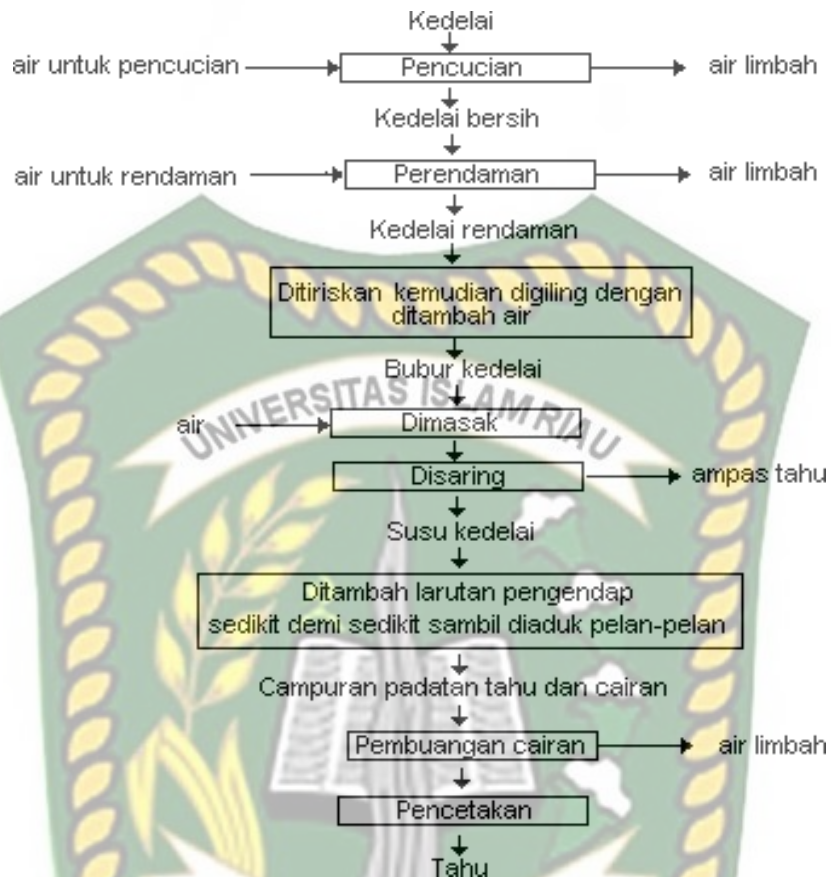 Kedelai
air untuk pencucian Pencucian air limbah
Kedelai bersih
air untuk rendaman Perendaman air limbah
Kedelai rendaman
Ditiriskan kemudian digiling dengan
ditambah air
Bubur kedelai
UNIVERSITAS ISLAM RIAU
air Dimasak
Disaring ampas tahu
Susu kedelai
Ditambah larutan pengendap
sedikit demi sedikit sambil diaduk pelan-pelan
Campuran padatan tahu dan cairan
Pembuangan cairan air limbah
Pencetakan
Tahu